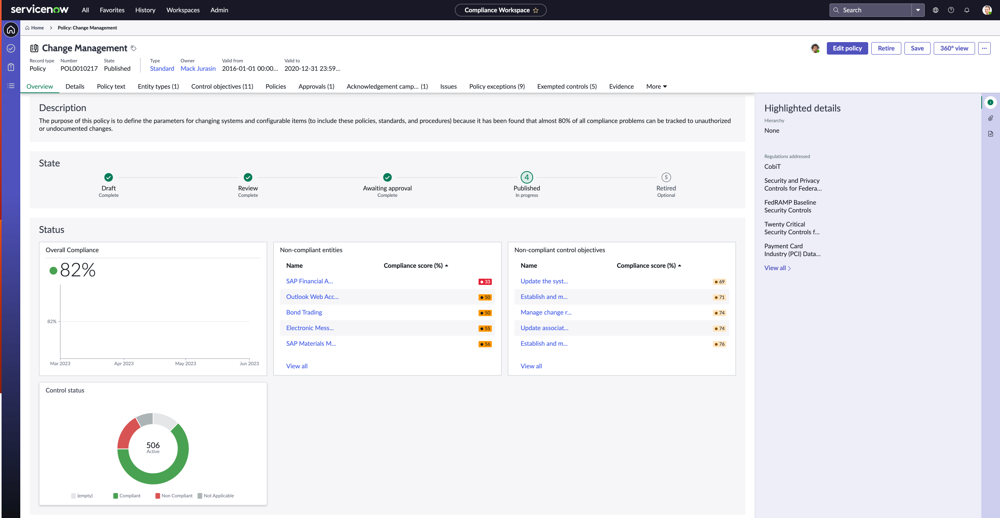 servicenow
All
Favorites
History
Workspaces
Admin
Compliance Workspace
Search
Home
Policy: Change Management
Change Management
Edit policy
Retire
Save
360° view
Record type
Number
State
Type
Owner
Valid from
Valid to
Policy
POL0010217
Published
Standard
Mack Jurasin
2016-01-01 00:00...
2020-12-31 23:59...
Overview
Details
Policy text
Entity types (1)
Control objectives (11)
Policies
Approvals (1)
Acknowledgement camp... (1)
Issues
Policy exceptions (9)
Exempted controls (5)
Evidence
More
Description
The purpose of this policy is to define the parameters for changing systems and configurable items (to include these policies, standards, and procedures) because it has been found that almost 80% of all compliance problems can be tracked to unauthorized
or undocumented changes.
State
4
5
Draft
Review
Awaiting approval
Published
Retired
Complete
Complete
Complete
In progress
Optional
Status
Overall Compliance
82%
82%
Mar 2023
Apr 2023
May 2023
Jun 2023
Non-compliant entities
Name
Compliance score (%)
SAP Financial A...
33
Outlook Web Acc...
50
Bond Trading
50
Electronic Mess...
55
SAP Materials M...
56
View all
Non-compliant control objectives
Name
Compliance score (%)
Update the syst...
69
Establish and m...
71
Manage change r...
74
Update associat...
74
Establish and m...
76
View all
Control status
506
Active
(empty)
Compliant
Non Compliant
Not Applicable
Highlighted details
Hierarchy
None
Regulations addressed
CobiT
Security and Privacy
Controls for Federa...
FedRAMP Baseline
Security Controls
Twenty Critical
Security Controls f...
Payment Card
Industry (PCI) Data...
View all